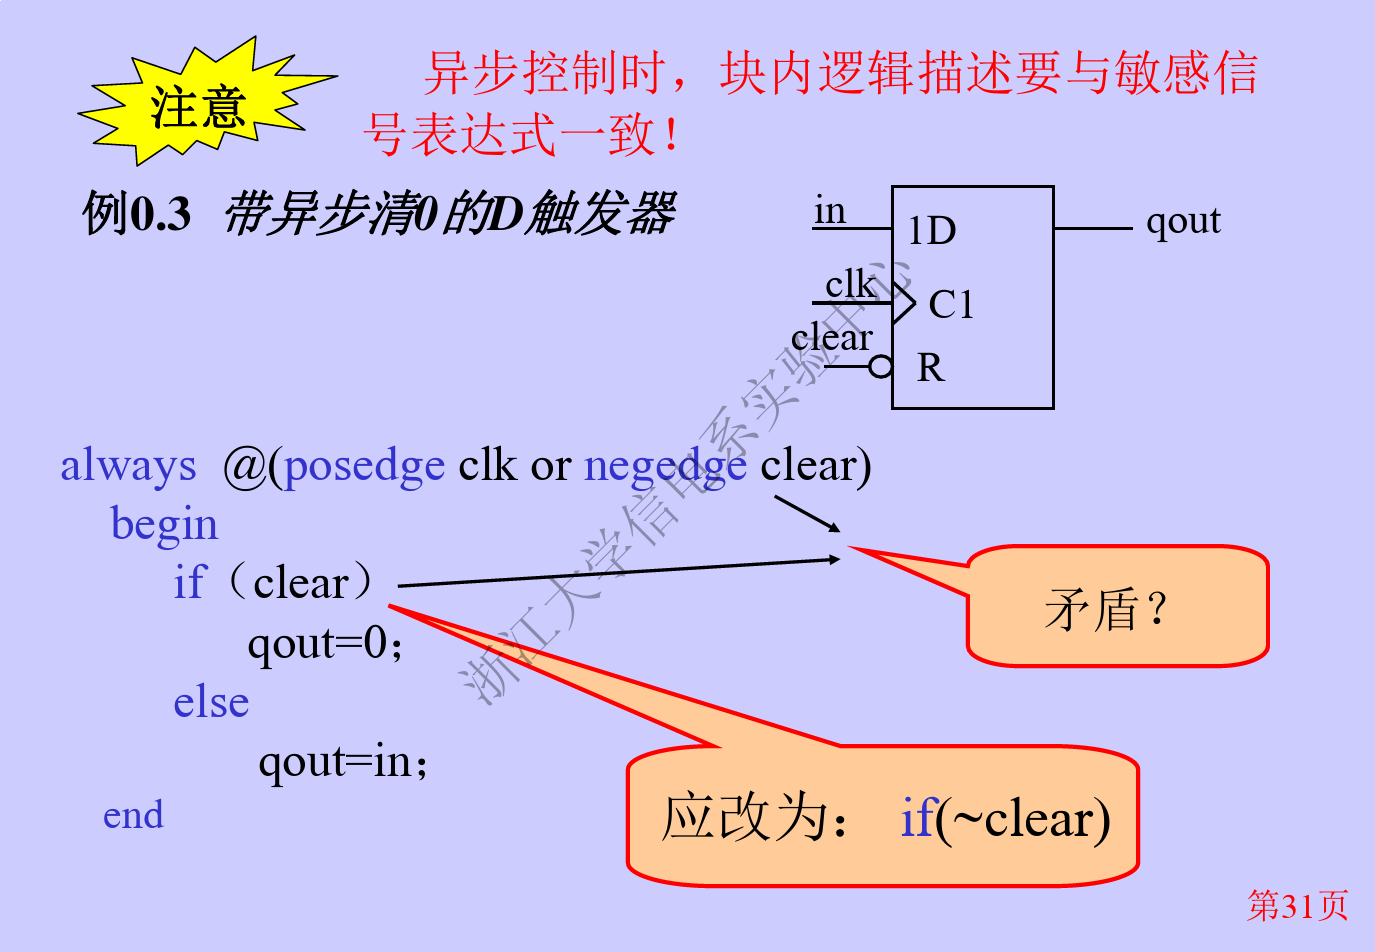 注意
异步控制时，块内逻辑描述要与敏感信
号表达式一致！
例0.3 带异步清0的D触发器
in
1D
qout
clk
C1
clear
R
always @(posedge clk or negedge clear)
begin
if（clear）
矛盾？
qout=0；
else
qout=in；
应改为： if(~clear)
end
浙江大学信电系实验中心
第31页